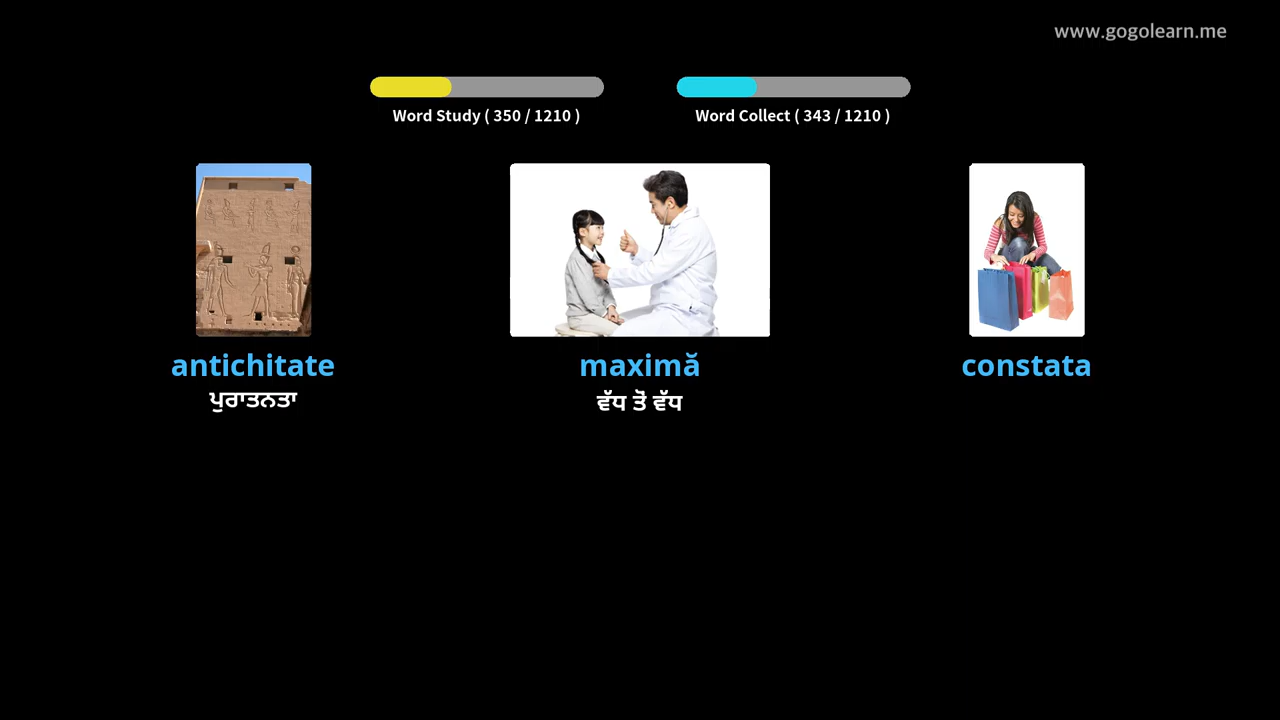 www.gogolearn.me
Word Study ( 350 / 1210 )
Word Collect ( 343 / 1210 )
antichitate
maximă
constata
ਪੁਰਾਤਨਤਾ
ਵੱਧ ਤੋਂ ਵੱਧ